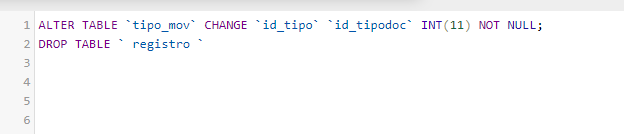 1 ALTER TABLE `tipo_mov` CHANGE `id_tipo` `id_tipodoc` INT(11) NOT NULL;
2 DROP TABLE ` registro `
3
4
5
6